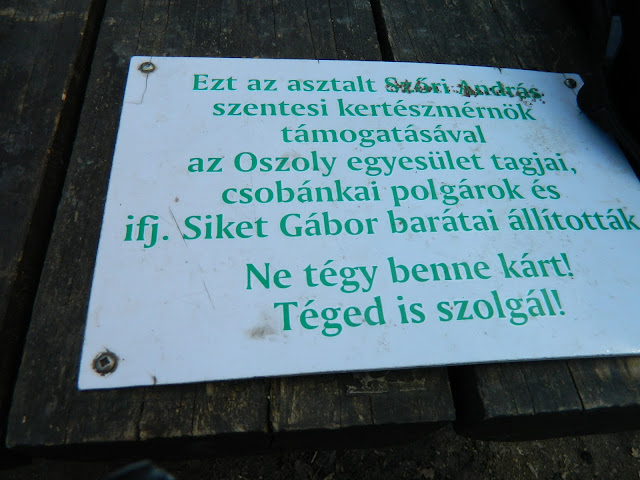 Ezt az asztalt Szőri András
szentesi kertészmérnök
támogatásával
az Oszoly egyesület tagjai,
csobánkai polgárok és
ifj. Siket Gábor barátai állították
Ne tégy benne kárt!
Téged is szolgál!